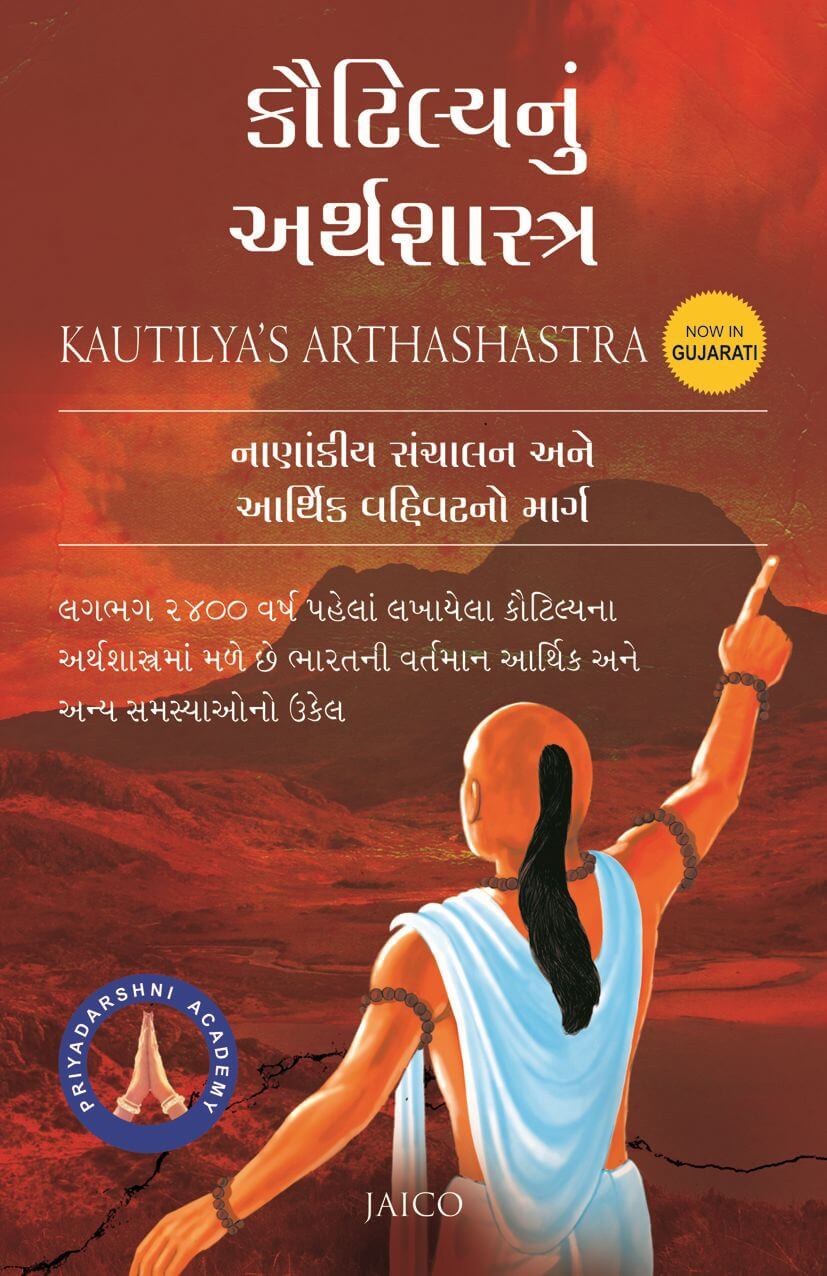 કૌટિલ્યનું
અર્થશાસ્ત્ર
KAUTILYA'S ARTHASHASTRA
NOW IN
GUJARATI
નાણાંકીય સંચાલન અને
આર્થિક વહિવટનો માર્ગ
લગભગ ૨૪૦૦ વર્ષ પહેલાં લખાયેલા કૌટિલ્યના
અર્થશાસ્ત્રમાં મળે છે ભારતની વર્તમાન આર્થિક અને
અન્ય સમસ્યાઓનો ઉકેલ
PRIYADARSHNI ACADEMY
JAICO